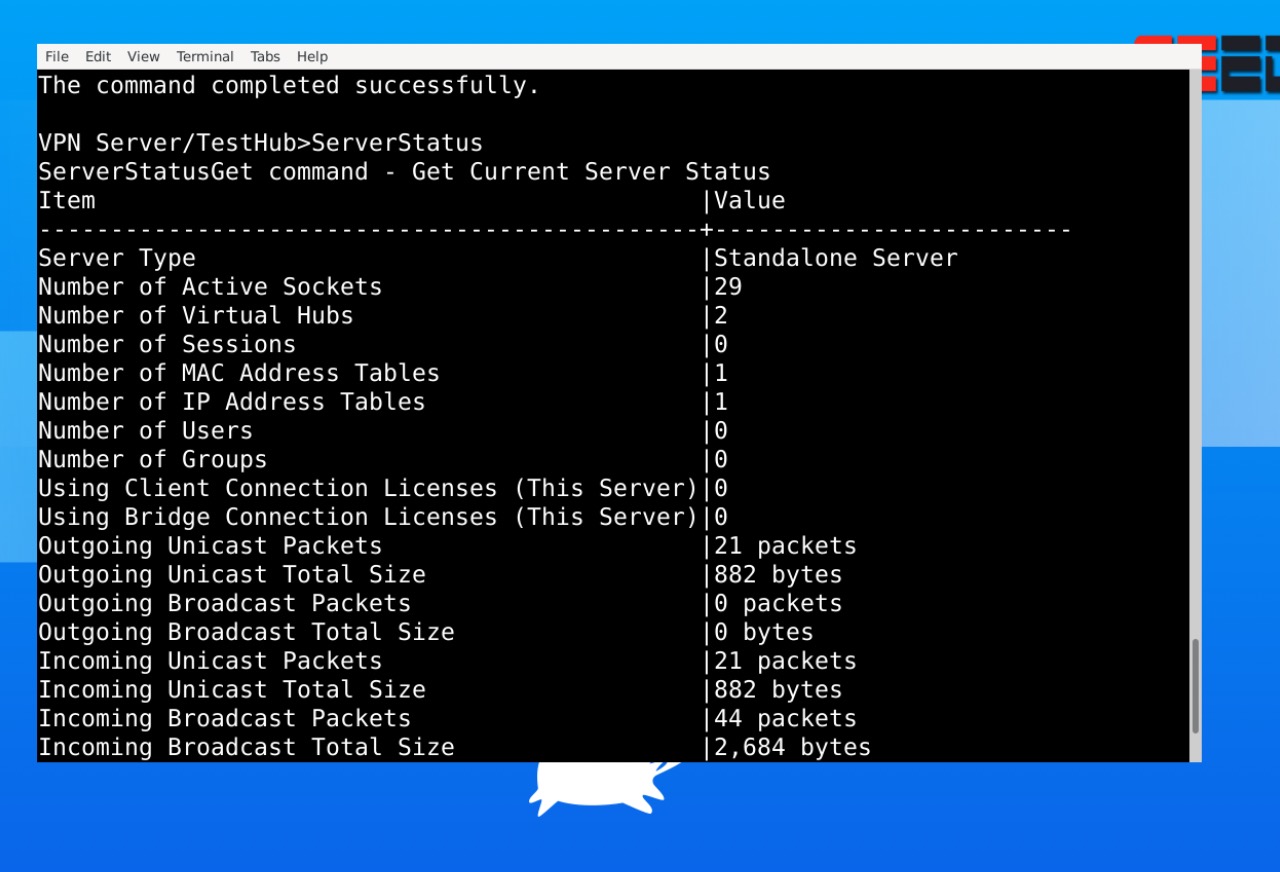 File Edit View Terminal Tabs Help
The command completed successfully.
VPN Server/TestHub>ServerStatus
ServerStatusGet command - Get Current Server Status
Item                                          |Value
----------------------------------------------+-------------------------
Server Type                                   |Standalone Server
Number of Active Sockets                      |29
Number of Virtual Hubs                        |2
Number of Sessions                            |0
Number of MAC Address Tables                  |1
Number of IP Address Tables                   |1
Number of Users                               |0
Number of Groups                              |0
Using Client Connection Licenses (This Server)|0
Using Bridge Connection Licenses (This Server)|0
Outgoing Unicast Packets                      |21 packets
Outgoing Unicast Total Size                   |882 bytes
Outgoing Broadcast Packets                    |0 packets
Outgoing Broadcast Total Size                 |0 bytes
Incoming Unicast Packets                      |21 packets
Incoming Unicast Total Size                   |882 bytes
Incoming Broadcast Packets                    |44 packets
Incoming Broadcast Total Size                 |2,684 bytes